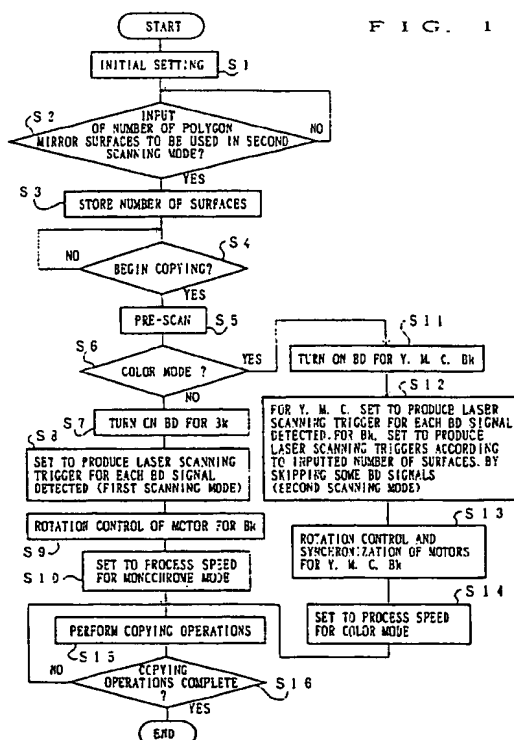 START
F I G. 1
INITIAL SETTING
S 1
S 2
INPUT
OF NUMBER OF POLYGON
MIRROR SURFACES TO BE USED IN SECOND
SCANNING MODE?
NO
YES
S 3
STORE NUMBER OF SURFACES
S 4
NO
BEGIN COPYING?
YES
PRE-SCAN
S 5
S 6
COLOR MODE ?
YES
NO
S 1 1
TURN ON BD FOR Y. M. C. Bk
S 7
TURN ON BD FOR Bk
S 1 2
FOR Y. M. C. SET TO PRODUCE LASER
SCANNING TRIGGER FOR EACH BD SIGNAL
DETECTED. FOR Bk. SET TO PRODUCE
LASER SCANNING TRIGGERS ACCORDING
TO INPUTTED NUMBER OF SURFACES. BY
SKIPPING SOME BD SIGNALS
(SECOND SCANNING MODE)
S 8
SET TO PRODUCE LASER SCANNING
TRIGGER FOR EACH BD SIGNAL
DETECTED (FIRST SCANNING MODE)
ROTATION CONTROL OF MOTOR FOR Bk
S 9
S 1 3
ROTATION CONTROL AND
SYNCHRONIZATION OF MOTORS
FOR Y. M. C. Bk
S 1 0
SET TO PROCESS SPEED
FOR MONOCHROME MODE
S 1 4
SET TO PROCESS SPEED
FOR COLOR MODE
PERFORM COPYING OPERATIONS
S 1 5
NO
COPYING
OPERATIONS COMPLETE
?
S 1 6
YES
END